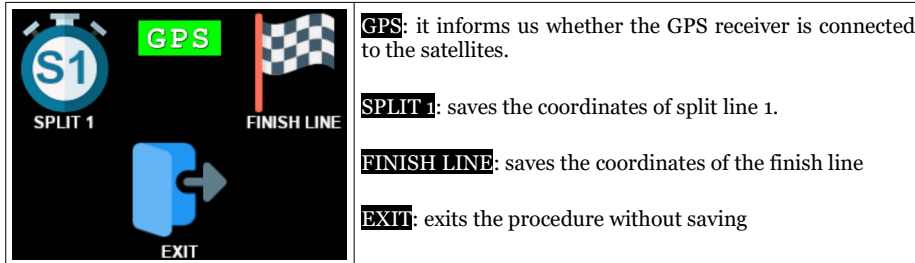 GPS
S1
SPLIT 1
FINISH LINE
EXIT
GPS: it informs us whether the GPS receiver is connected
to the satellites.
SPLIT 1: saves the coordinates of split line 1.
FINISH LINE: saves the coordinates of the finish line
EXIT: exits the procedure without saving